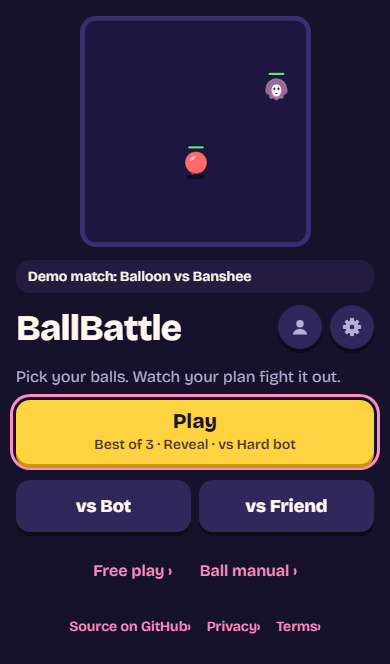 Demo match: Balloon vs Banshee
BallBattle
Pick your balls. Watch your plan fight it out.
Play
Best of 3 · Reveal · vs Hard bot
vs Bot vs Friend
Free play › Ball manual ›
Source on GitHub› Privacy› Terms›